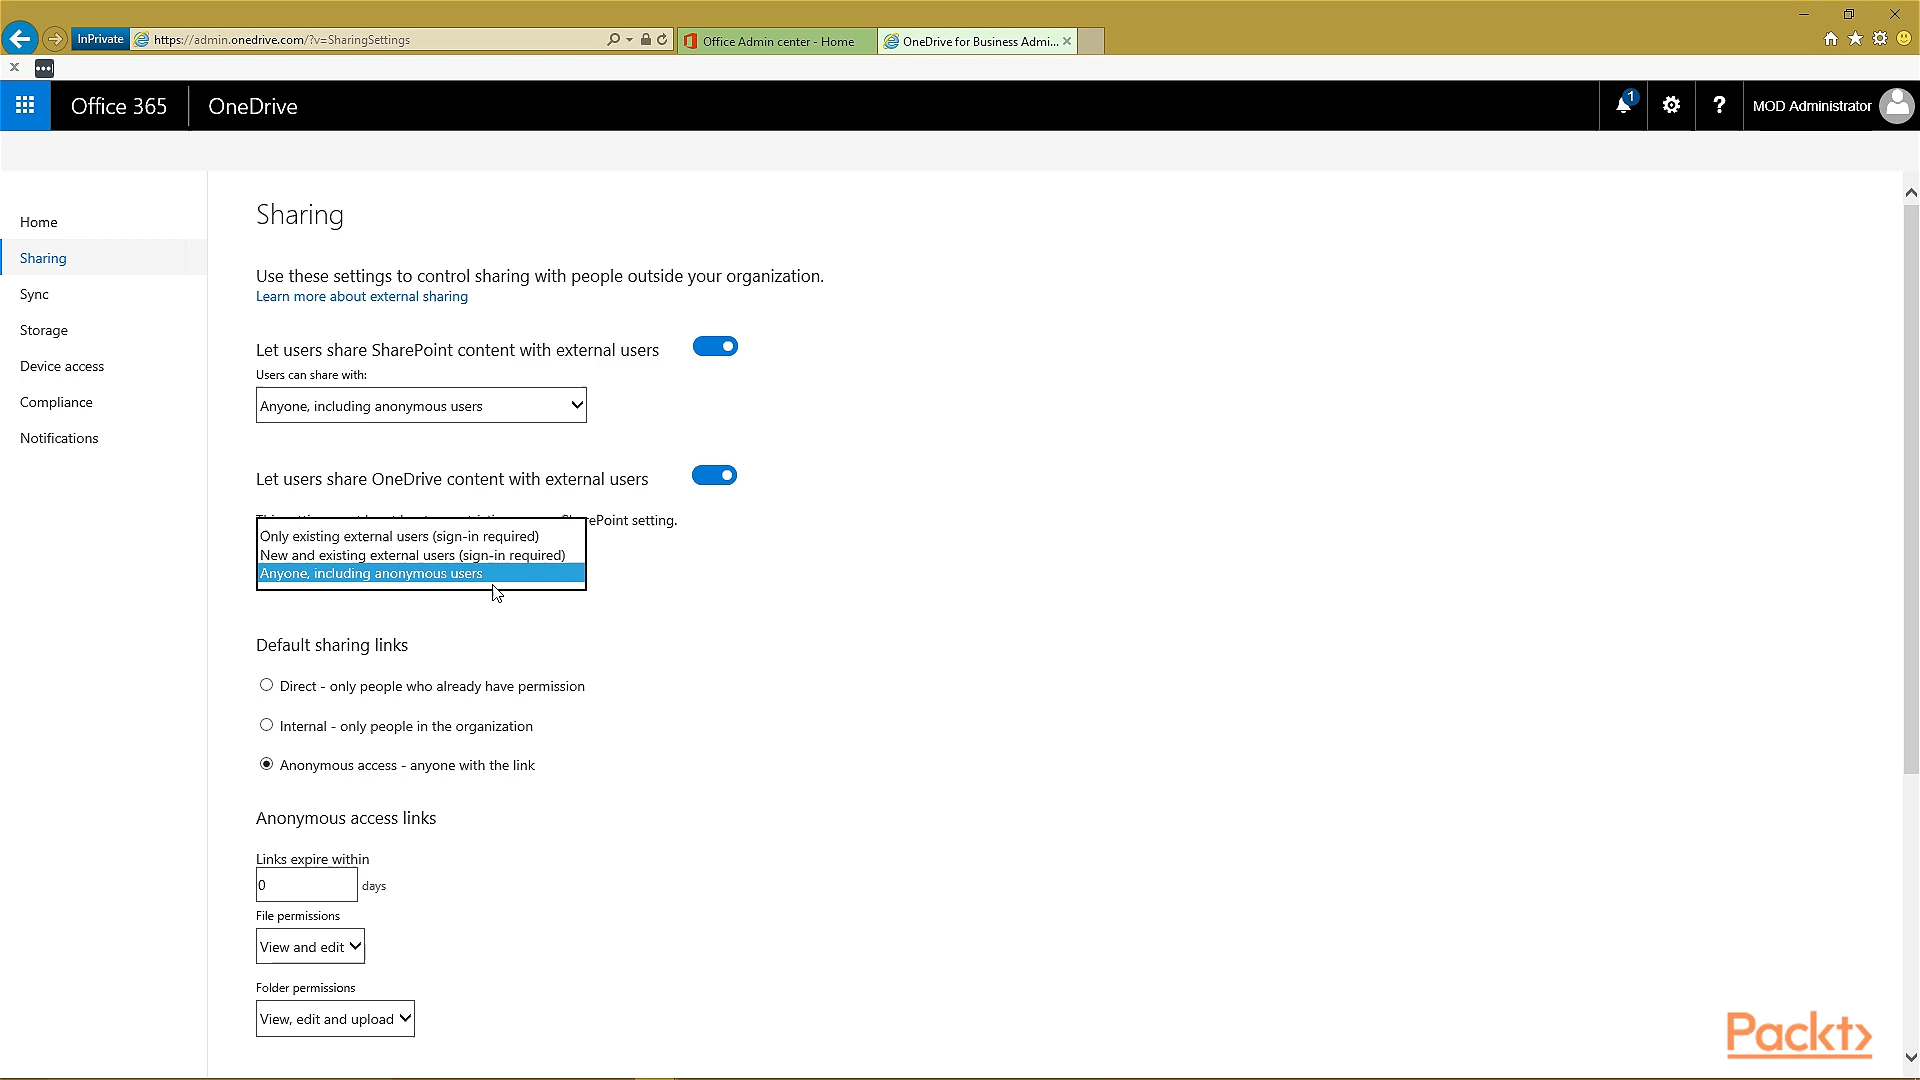 InPrivate https://admin.onedrive.com/?v=SharingSettings Office Admin center - Home OneDrive for Business Admi...
Office 365 OneDrive 1 ? MOD Administrator
Home
Sharing
Sync
Storage
Device access
Compliance
Notifications
Sharing
Use these settings to control sharing with people outside your organization.
Learn more about external sharing
Let users share SharePoint content with external users
Users can share with:
Anyone, including anonymous users
Let users share OneDrive content with external users
rePoint setting.
Only existing external users (sign-in required)
New and existing external users (sign-in required)
Anyone, including anonymous users
Default sharing links
Direct - only people who already have permission
Internal - only people in the organization
Anonymous access - anyone with the link
Anonymous access links
Links expire within
0 days
File permissions
View and edit
Folder permissions
View, edit and upload
Packt